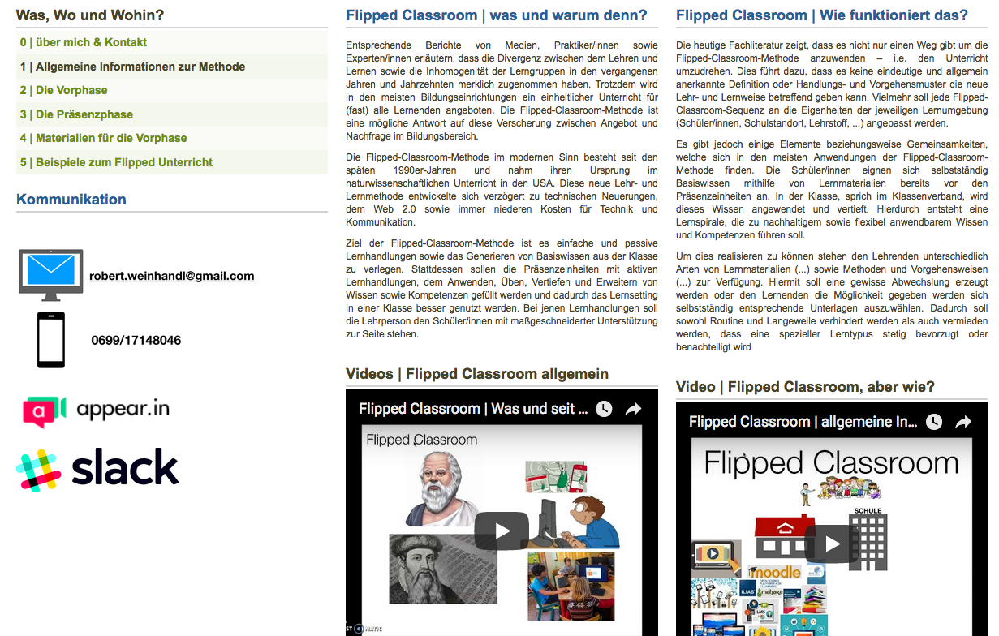 Was, Wo und Wohin?
0 | über mich & Kontakt
1 | Allgemeine Informationen zur Methode
2 | Die Vorphase
3 | Die Präsenzphase
4 | Materialien für die Vorphase
5 | Beispiele zum Flipped Unterricht
Kommunikation
robert.weinhandl@gmail.com
0699/17148046
a
appear.in
slack
Flipped Classroom | was und warum denn?
Entsprechende Berichte von Medien, Praktiker/innen sowie
Experten/innen erläutern, dass die Divergenz zwischen dem Lehren und
Lernen sowie die Inhomogenität der Lerngruppen in den vergangenen
Jahren und Jahrzehnten merklich zugenommen haben. Trotzdem wird
in den meisten Bildungseinrichtungen ein einheitlicher Unterricht für
(fast) alle Lernenden angeboten. Die Flipped-Classroom-Methode ist
eine mögliche Antwort auf diese Verscherung zwischen Angebot und
Nachfrage im Bildungsbereich.
Die Flipped-Classroom-Methode im modernen Sinn besteht seit den
späten 1990er-Jahren und nahm ihren Ursprung im
naturwissenschaftlichen Unterricht in den USA. Diese neue Lehr- und
Lernmethode entwickelte sich verzögert zu technischen Neuerungen,
dem Web 2.0 sowie immer niederen Kosten für Technik und
Kommunikation.
Ziel der Flipped-Classroom-Methode ist es einfache und passive
Lernhandlungen sowie das Generieren von Basiswissen aus der Klasse
zu verlegen. Stattdessen sollen die Präsenzeinheiten mit aktiven
Lernhandlungen, dem Anwenden, Üben, Vertiefen und Erweitern von
Wissen sowie Kompetenzen gefüllt werden und dadurch das Lernsetting
in einer Klasse besser genutzt werden. Bei jenen Lernhandlungen soll
die Lehrperson den Schüler/innen mit maßgeschneiderter Unterstützung
zur Seite stehen.
Videos | Flipped Classroom allgemein
Flipped Classroom | Was und seit ...
Flipped Classroom
ST MATIC
Flipped Classroom | Wie funktioniert das?
Die heutige Fachliteratur zeigt, dass es nicht nur einen Weg gibt um die
Flipped-Classroom-Methode anzuwenden – i.e. den Unterricht
umzudrehen. Dies führt dazu, dass es keine eindeutige und allgemein
anerkannte Definition oder Handlungs- und Vorgehensmuster die neue
Lehr- und Lernweise betreffend geben kann. Vielmehr soll jede Flipped-
Classroom-Sequenz an die Eigenheiten der jeweiligen Lernumgebung
(Schüler/innen, Schulstandort, Lehrstoff, ...) angepasst werden.
Es gibt jedoch einige Elemente beziehungsweise Gemeinsamkeiten,
welche sich in den meisten Anwendungen der Flipped-Classroom-
Methode finden. Die Schüler/innen eignen sich selbstständig
Basiswissen mithilfe von Lernmaterialien bereits vor den
Präsenzeinheiten an. In der Klasse, sprich im Klassenverband, wird
dieses Wissen angewendet und vertieft. Hierdurch entsteht eine
Lernspirale, die zu nachhaltigem sowie flexibel anwendbarem Wissen
und Kompetenzen führen soll.
Um dies realisieren zu können stehen den Lehrenden unterschiedlich
Arten von Lernmaterialien (...) sowie Methoden und Vorgehensweisen
(...) zur Verfügung. Hiermit soll eine gewisse Abwechslung erzeugt
werden oder den Lernenden die Möglichkeit gegeben werden sich
selbstständig entsprechende Unterlagen auszuwählen. Dadurch soll
sowohl Routine und Langeweile verhindert werden als auch vermieden
werden, dass eine spezieller Lerntypus stetig bevorzugt oder
benachteiligt wird
Video | Flipped Classroom, aber wie?
Flipped Classroom | allgemeine In...
Flipped Classroom
SCHULE
moodle
ILIAS
mahara
LMS